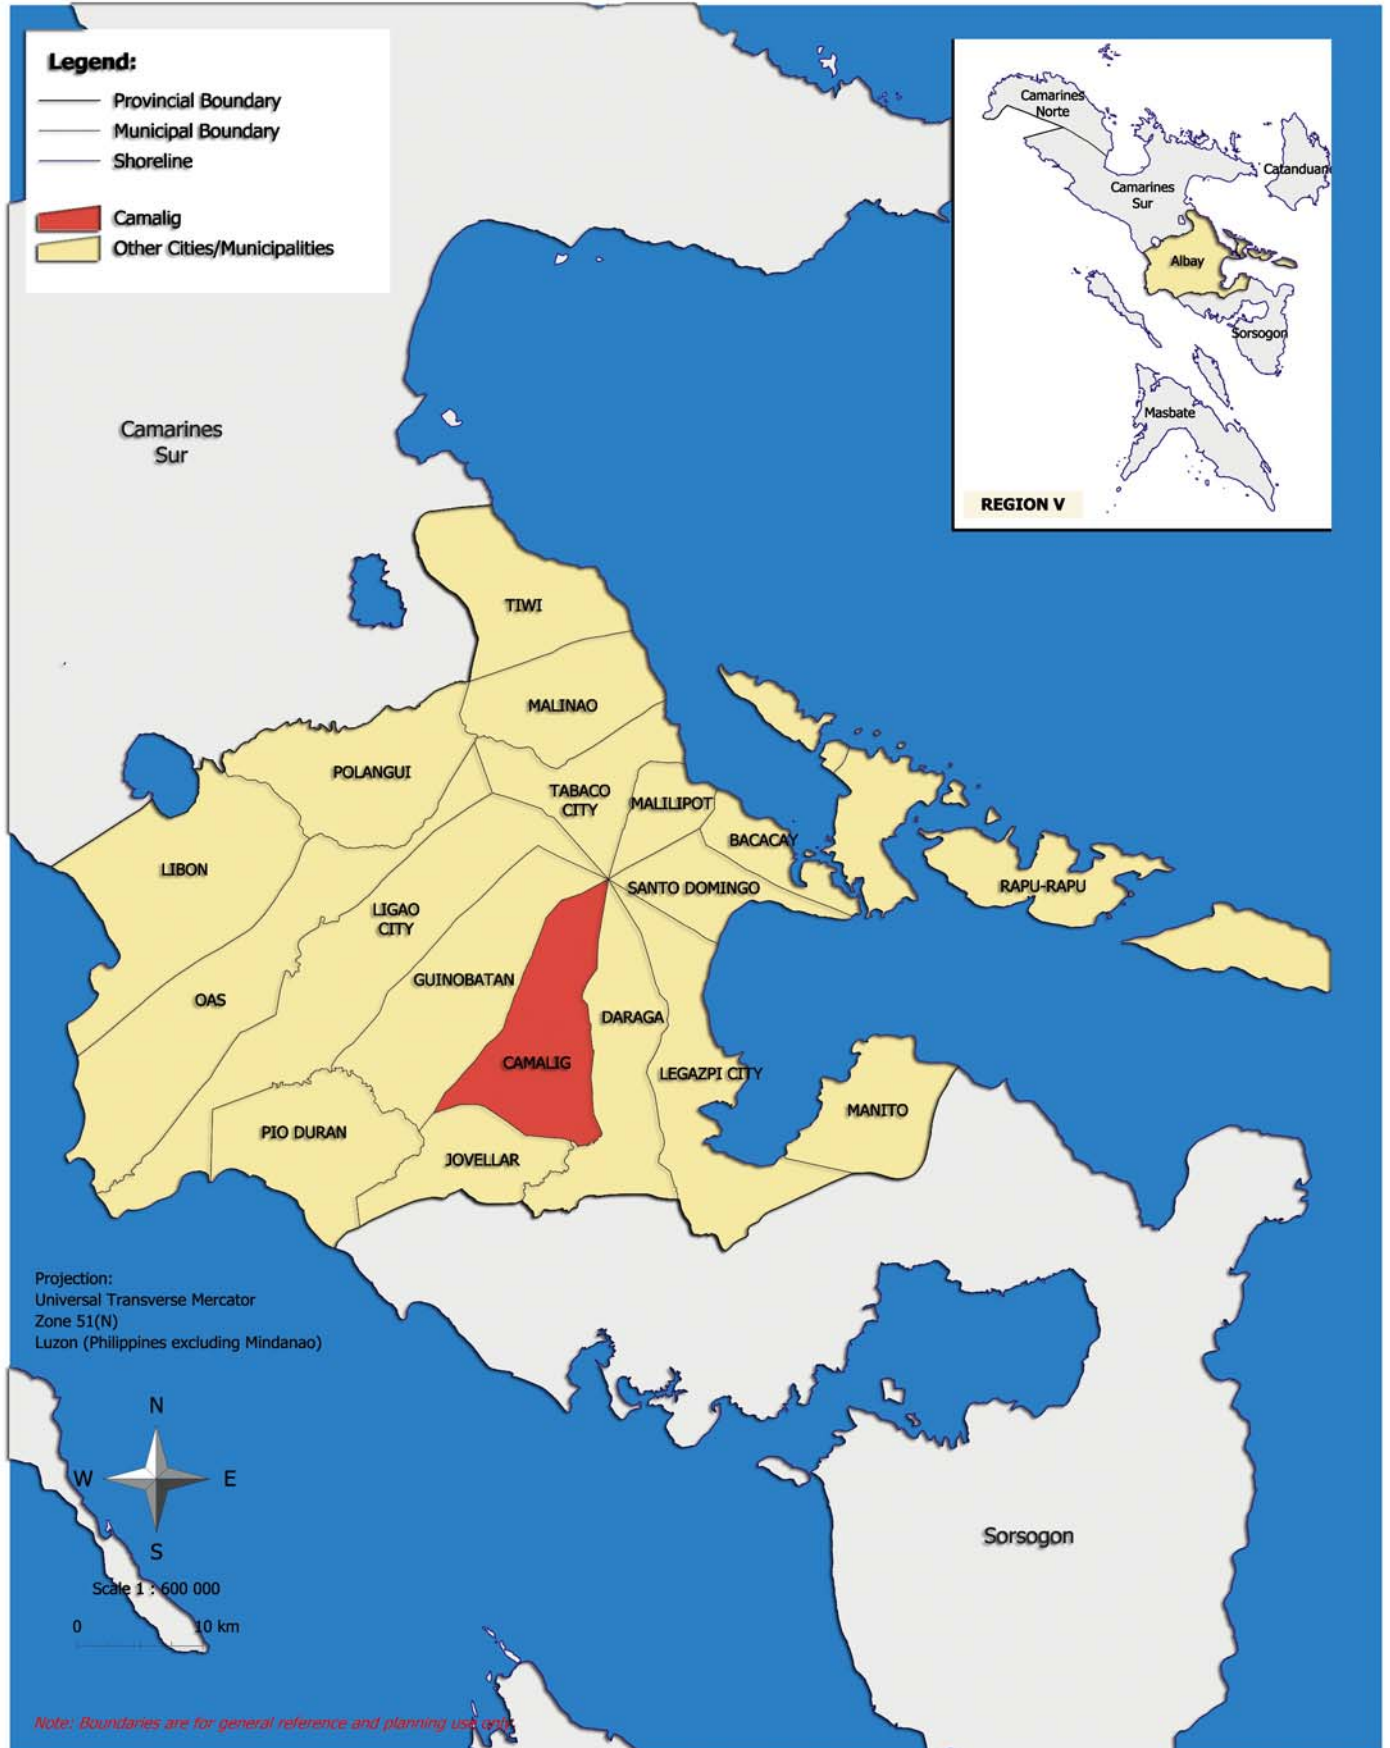 Legend:
Provincial Boundary
Municipal Boundary
Shoreline
Camalig
Other Cities/Municipalities
Camarines
Norte
Camarines
Sur
Albay
Sorsogon
Masbate
REGION V
Camarines
Sur
TIWI
MALINAO
POLANGUI
TABACO
CITY
MALILIPOT
BACACAY
LIBON
SANTO DOMINGO
RAPU-RAPU
LIGAO
CITY
GUINOBATAN
OAS
DARAGA
CAMALIG
LEGAZPI CITY
MANITO
PIO DURAN
JOVELLAR
Projection:
Universal Transverse Mercator
Zone 51(N)
Luzon (Philippines excluding Mindanao)
N
W E
S
Scale 1 : 600 000
0 10 km
Sorsogon
Note: Boundaries are for general reference and planning use only.